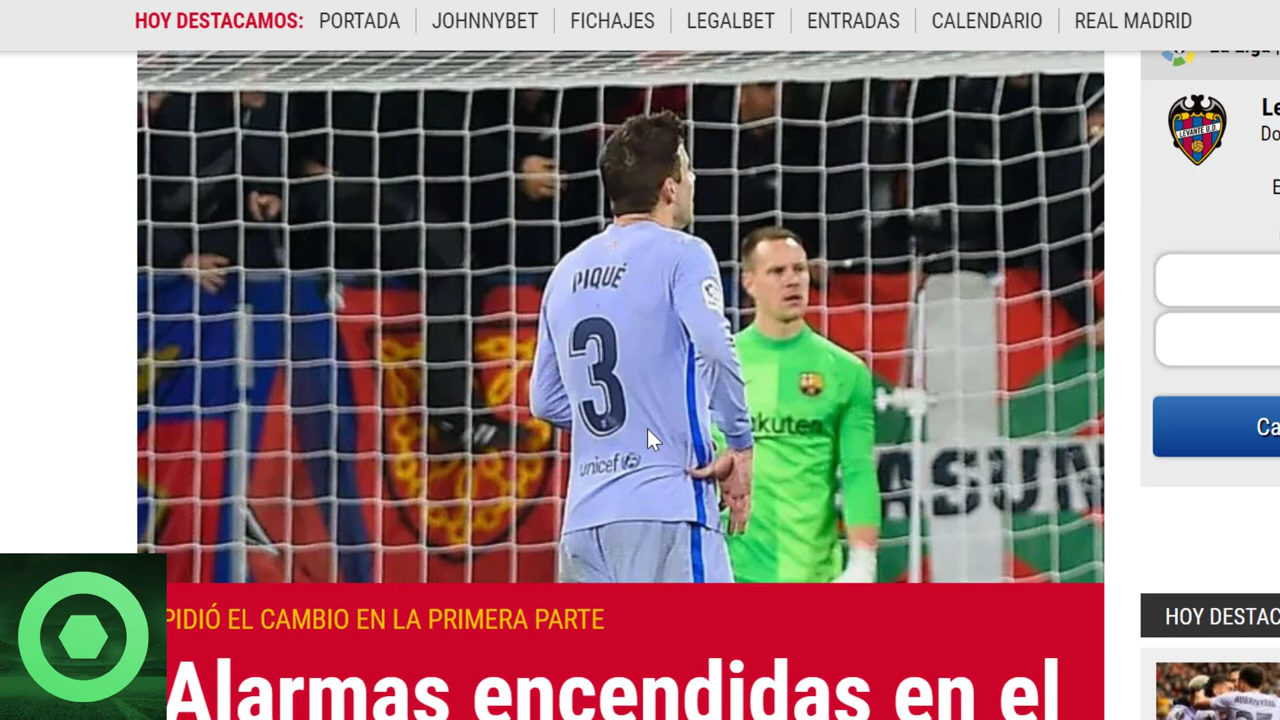 HOY DESTACAMOS: PORTADA JOHNNYBET FICHAJES LEGALBET ENTRADAS CALENDARIO REAL MADRID
LEVANTE U.D.
PIQUÉ
3
unicef
PIDIÓ EL CAMBIO EN LA PRIMERA PARTE
Alarmas encendidas en el
HOY DESTAC